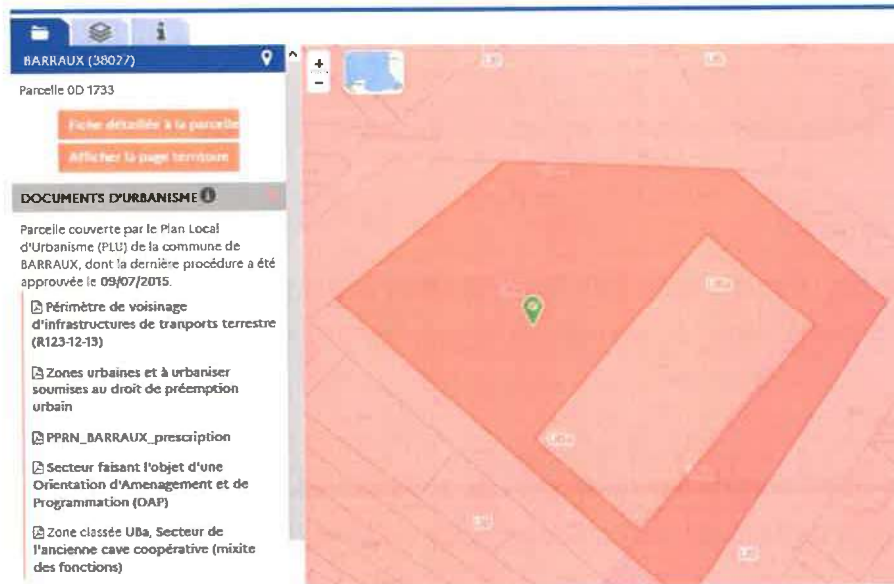 BARRAUX (38027)
Parcelle 0D 1733
Fiche détaillée à la parcelle
Afficher la page territoire
DOCUMENTS D'URBANISME
Parcelle couverte par le Plan Local
d'Urbanisme (PLU) de la commune de
BARRAUX, dont la dernière procédure a été
approuvée le 09/07/2015.
Périmètre de voisinage
d'infrastructures de tranports terrestre
(R123-12-13)
Zones urbaines et à urbaniser
soumises au droit de préemption
urbain
PPRN_BARRAUX_prescription
Secteur faisant l'objet d'une
Orientation d'Amenagement et de
Programmation (OAP)
Zone classée UBa, Secteur de
l'ancienne cave coopérative (mixite
des fonctions)
+
-